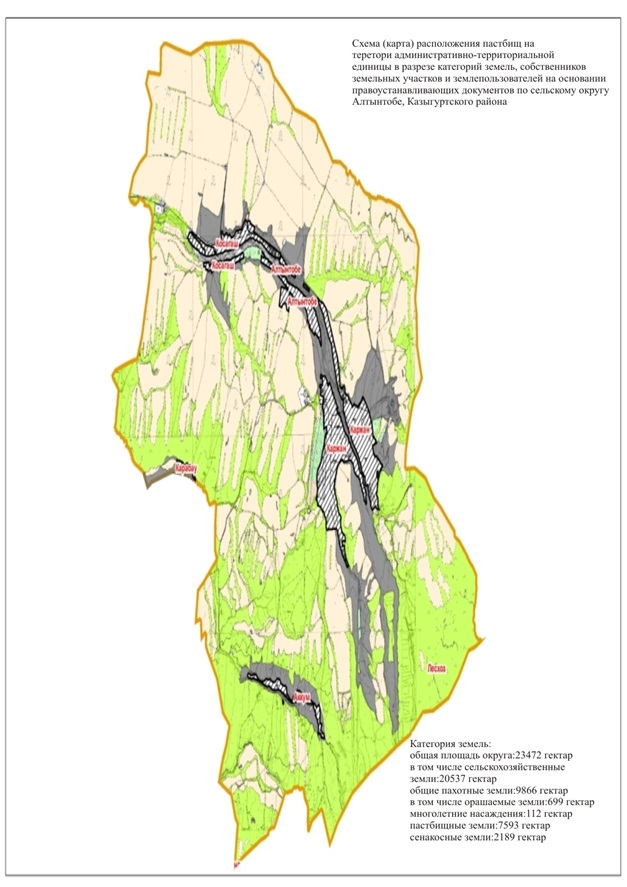 Схема (карта) расположения пастбищ на
теретори административно-территориальной
единицы в разрезе категорий земель, собственников
земельных участков и землепользователей на основании
правоустанавливающих документов по сельскому округу
Алтынтобе, Казыгуртского района
Косагаш
Косагаш
Алтынтобе
Алтынтобе
Каржан
Каржан
Карабау
Лесхоз
Аккум
Категория земель:
общая площадь округа:23472 гектар
в том числе сельскохозяйственные
земли:20537 гектар
общие пахотные земли:9866 гектар
в том числе орашаемые земли:699 гектар
многолетние насаждения:112 гектар
пастбищные земли:7593 гектар
сенакосные земли:2189 гектар